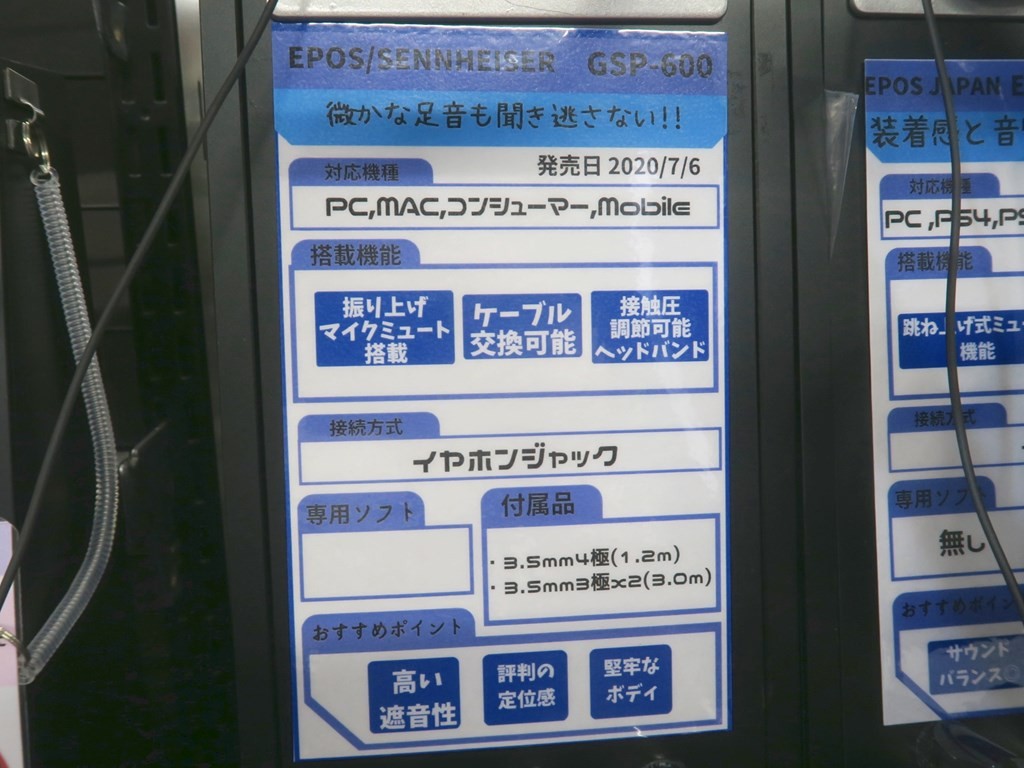 EPOS/SENNHEISER GSP-600
微かな足音も聞き逃さない!!
発売日 2020/7/6
対応機種
PC,MAC,コンシューマー,Mobile
搭載機能
振り上げ
マイクミュート
搭載
ケーブル
交換可能
接触圧
調節可能
ヘッドバンド
接続方式
イヤホンジャック
専用ソフト
付属品
・3.5mm4極(1.2m)
・3.5mm3極x2(3.0m)
おすすめポイント
高い
遮音性
評判の
定位感
堅牢な
ボディ
EPOS JAPAN
装着感と音
対応機種
PC,PS4,PS
搭載機能
跳ね上げ式ミュ
機能
接続方式
専用ソフ
無し
おすすめポイン
サウンド
バランス◎